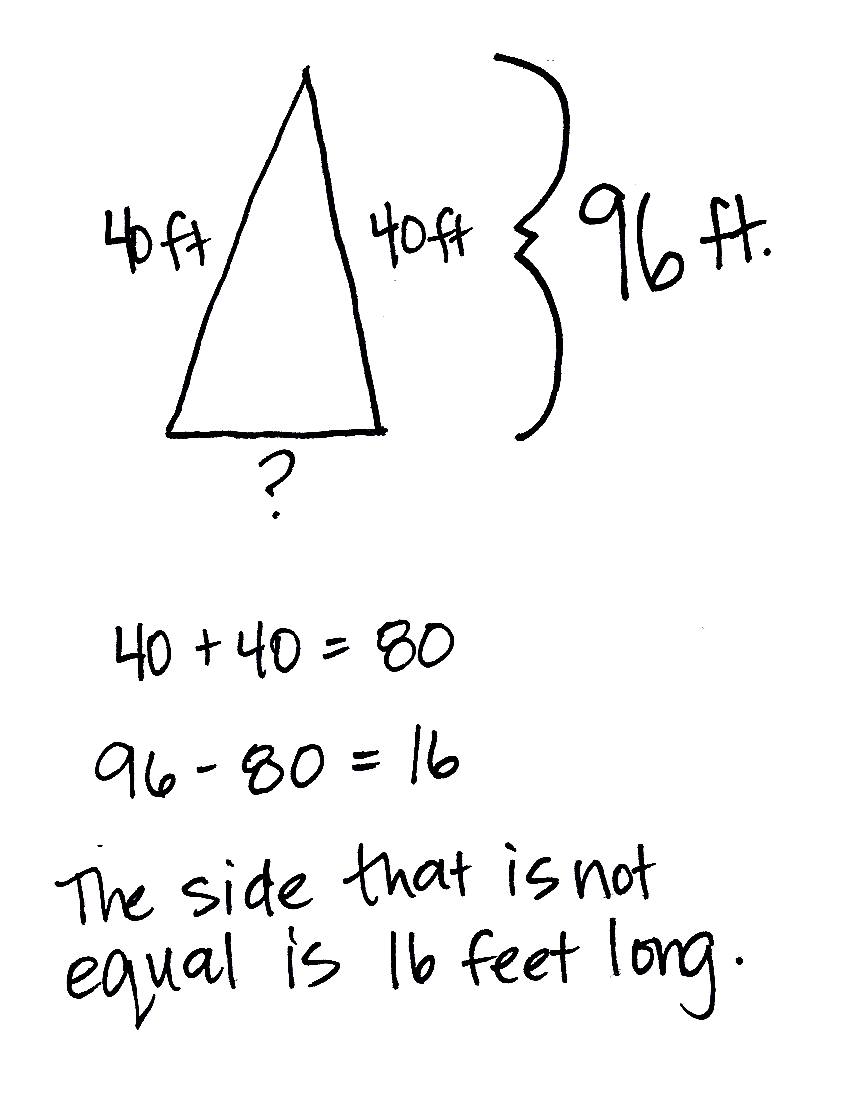 40 ft 40 ft 96 ft.
?
40 + 40 = 80
96 - 80 = 16
The side that is not
equal is 16 feet long.